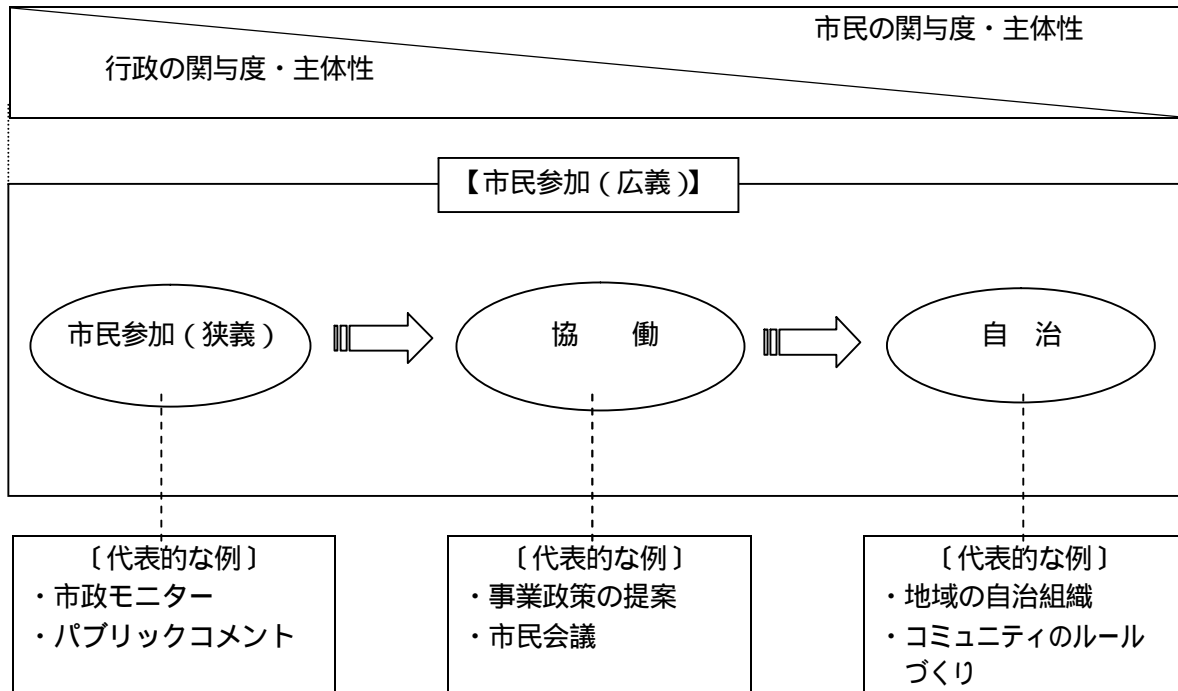 市民の関与度・主体性
行政の関与度・主体性
【市民参加（広義）】
市民参加（狭義）
協　　働
自　治
〔代表的な例〕
・市政モニター
・パブリックコメント
〔代表的な例〕
・事業政策の提案
・市民会議
〔代表的な例〕
・地域の自治組織
・コミュニティのルール
づくり